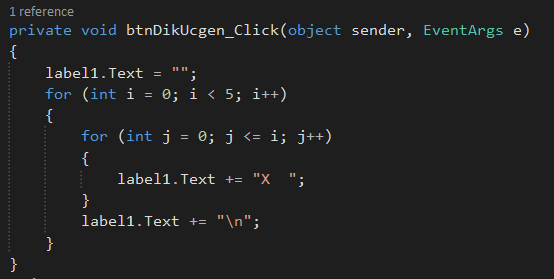 1 reference
private void btnDikUcgen_Click(object sender, EventArgs e)
{
    label1.Text = "";
    for (int i = 0; i < 5; i++)
    {
        for (int j = 0; j <= i; j++)
        {
            label1.Text += "X  ";
        }
        label1.Text += "\n";
    }
}